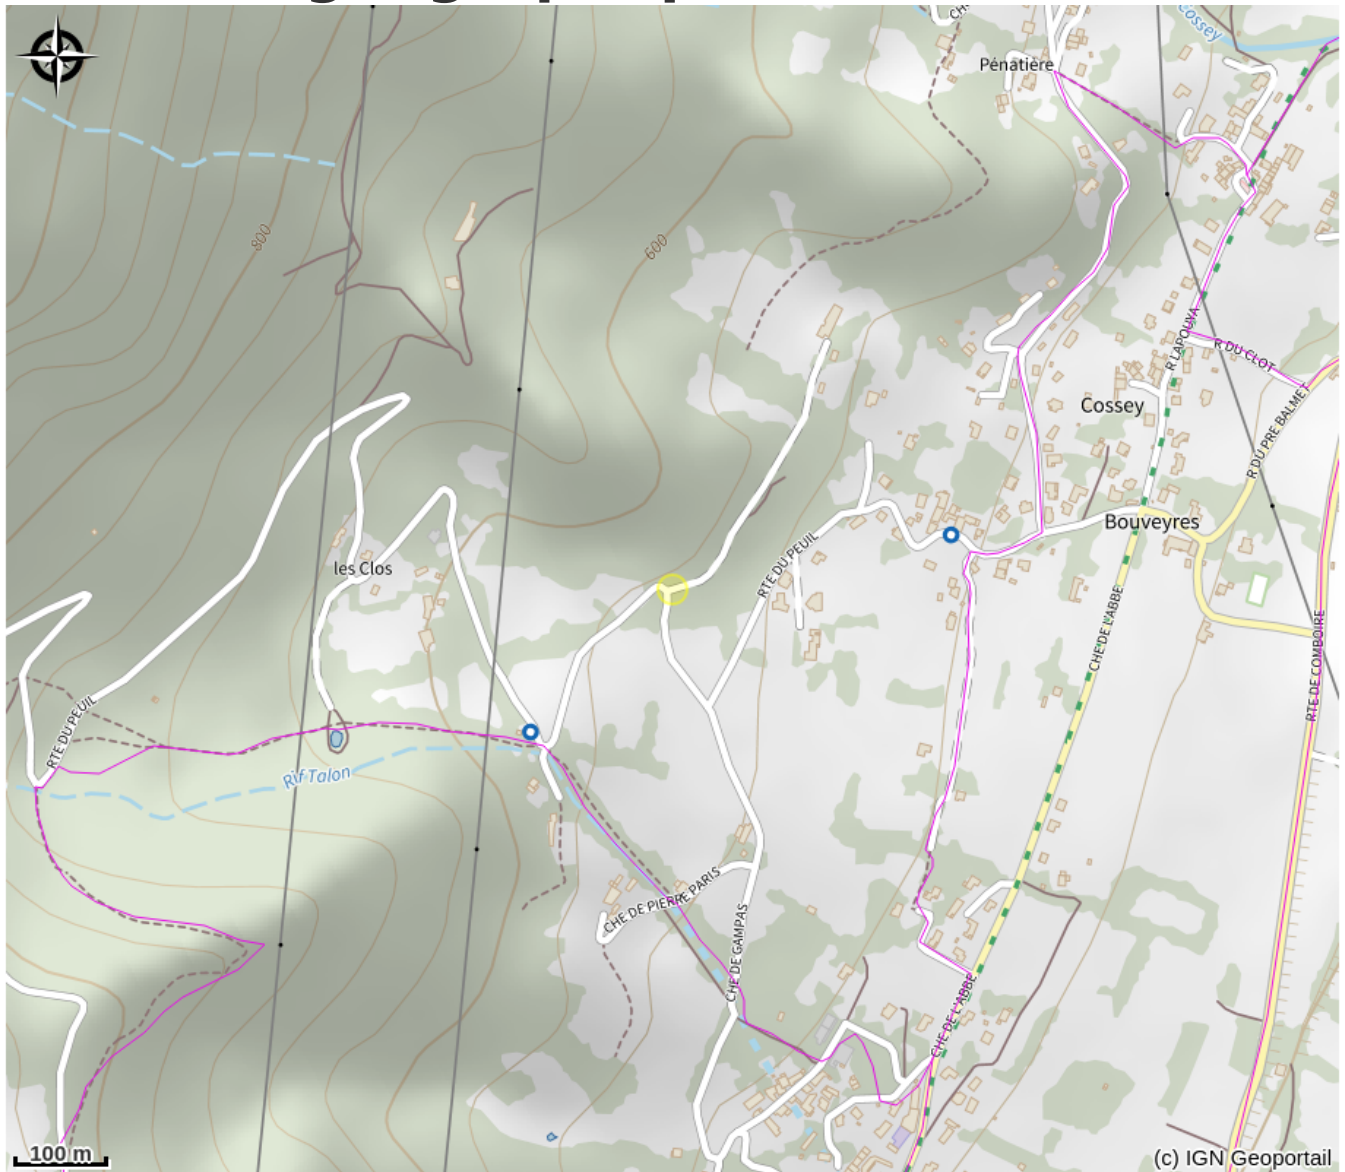 CH
Cossey
Pénatière
800
600
R LAPOUYA
R DU CLOT
R DU PRE BALMET
Cossey
Bouveyres
RTE DU PEUIL
les Clos
CHE DE L'ABBE
RTE DE COMBOIRE
RTE DU PEUIL
Rif Talon
CHE DE PIERRE PARIS
CHE DE GAMPAS
CHE DE L'ABBE
100 m
(c) IGN Geoportail